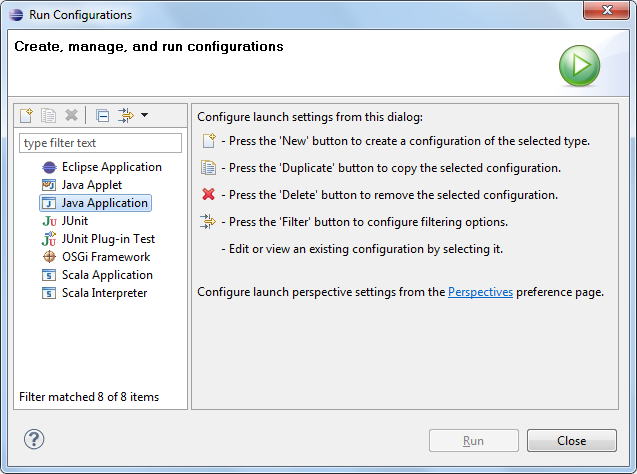 Run Configurations
Create, manage, and run configurations
type filter text
Eclipse Application
Java Applet
Java Application
JUnit
JUnit Plug-in Test
OSGi Framework
Scala Application
Scala Interpreter
Filter matched 8 of 8 items
Configure launch settings from this dialog:
- Press the 'New' button to create a configuration of the selected type.
- Press the 'Duplicate' button to copy the selected configuration.
- Press the 'Delete' button to remove the selected configuration.
- Press the 'Filter' button to configure filtering options.
- Edit or view an existing configuration by selecting it.
Configure launch perspective settings from the Perspectives preference page.
Run
Close